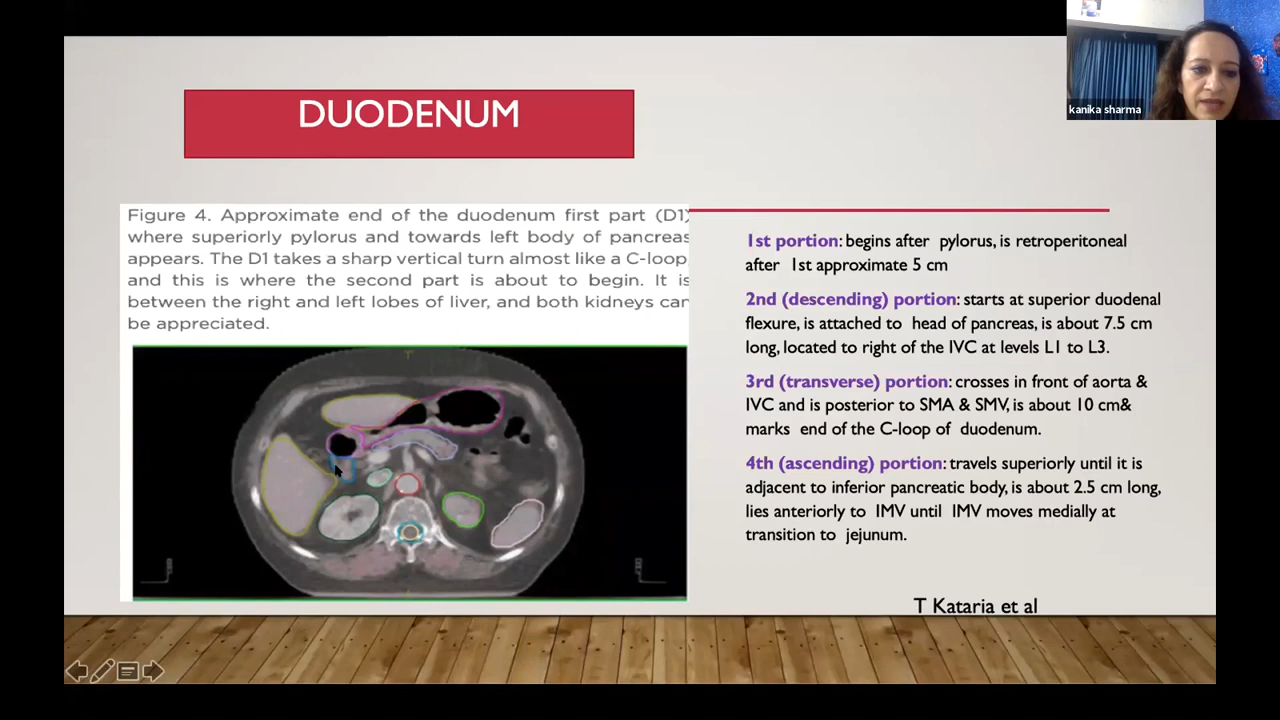 DUODENUM
kanika sharma
Figure 4. Approximate end of the duodenum first part (D1)
where superiorly pylorus and towards left body of pancreas
appears. The D1 takes a sharp vertical turn almost like a C-loop
and this is where the second part is about to begin. It is
between the right and left lobes of liver, and both kidneys can
be appreciated.
1st portion: begins after pylorus, is retroperitoneal
after 1st approximate 5 cm
2nd (descending) portion: starts at superior duodenal
flexure, is attached to head of pancreas, is about 7.5 cm
long, located to right of the IVC at levels L1 to L3.
3rd (transverse) portion: crosses in front of aorta &
IVC and is posterior to SMA & SMV, is about 10 cm&
marks end of the C-loop of duodenum.
4th (ascending) portion: travels superiorly until it is
adjacent to inferior pancreatic body, is about 2.5 cm long,
lies anteriorly to IMV until IMV moves medially at
transition to jejunum.
T Kataria et al